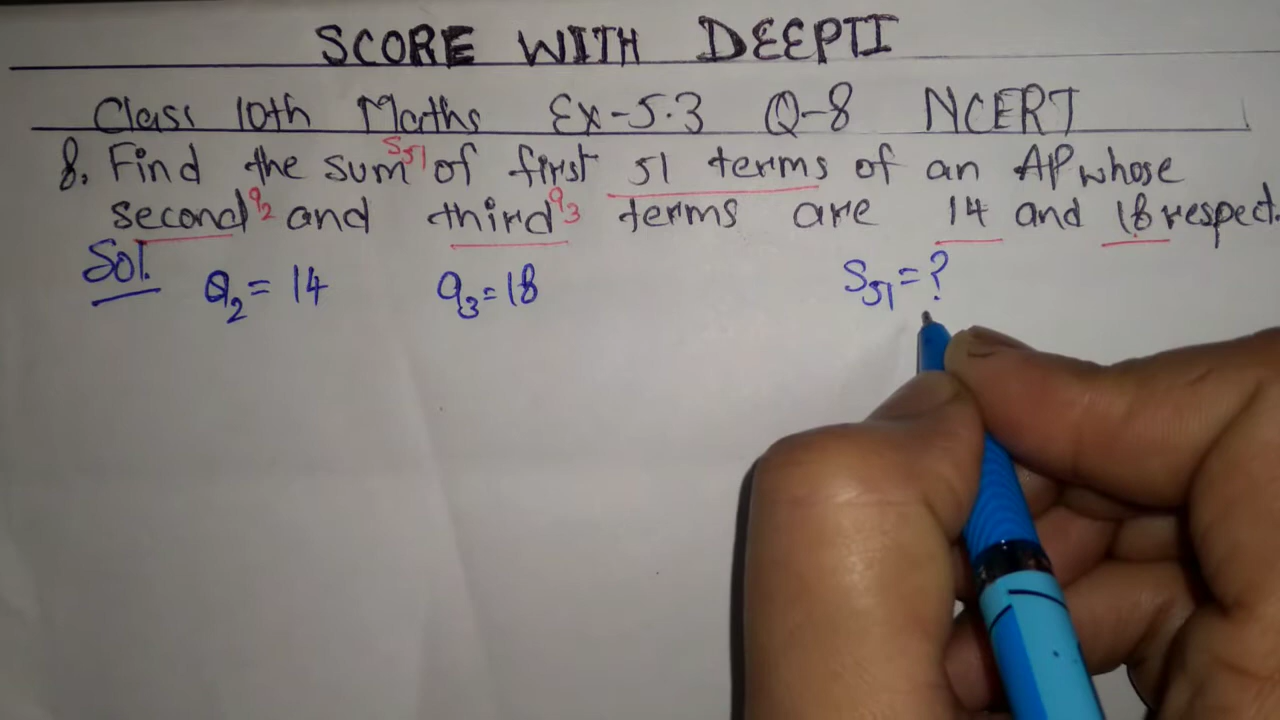 SCORE WITH DEEPTI
Class 10th Maths Ex-5.3 Q-8 NCERT
S51
8. Find the sum of first 51 terms of an AP whose
second a2 and third a3 terms are 14 and 18 respect.
Sol. a2 = 14 a3 = 18 S51 = ?